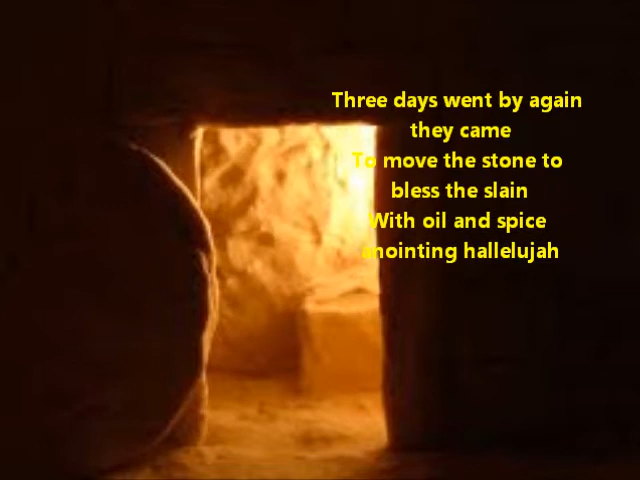 Three days went by again
they came
To move the stone to
bless the slain
With oil and spice
anointing hallelujah